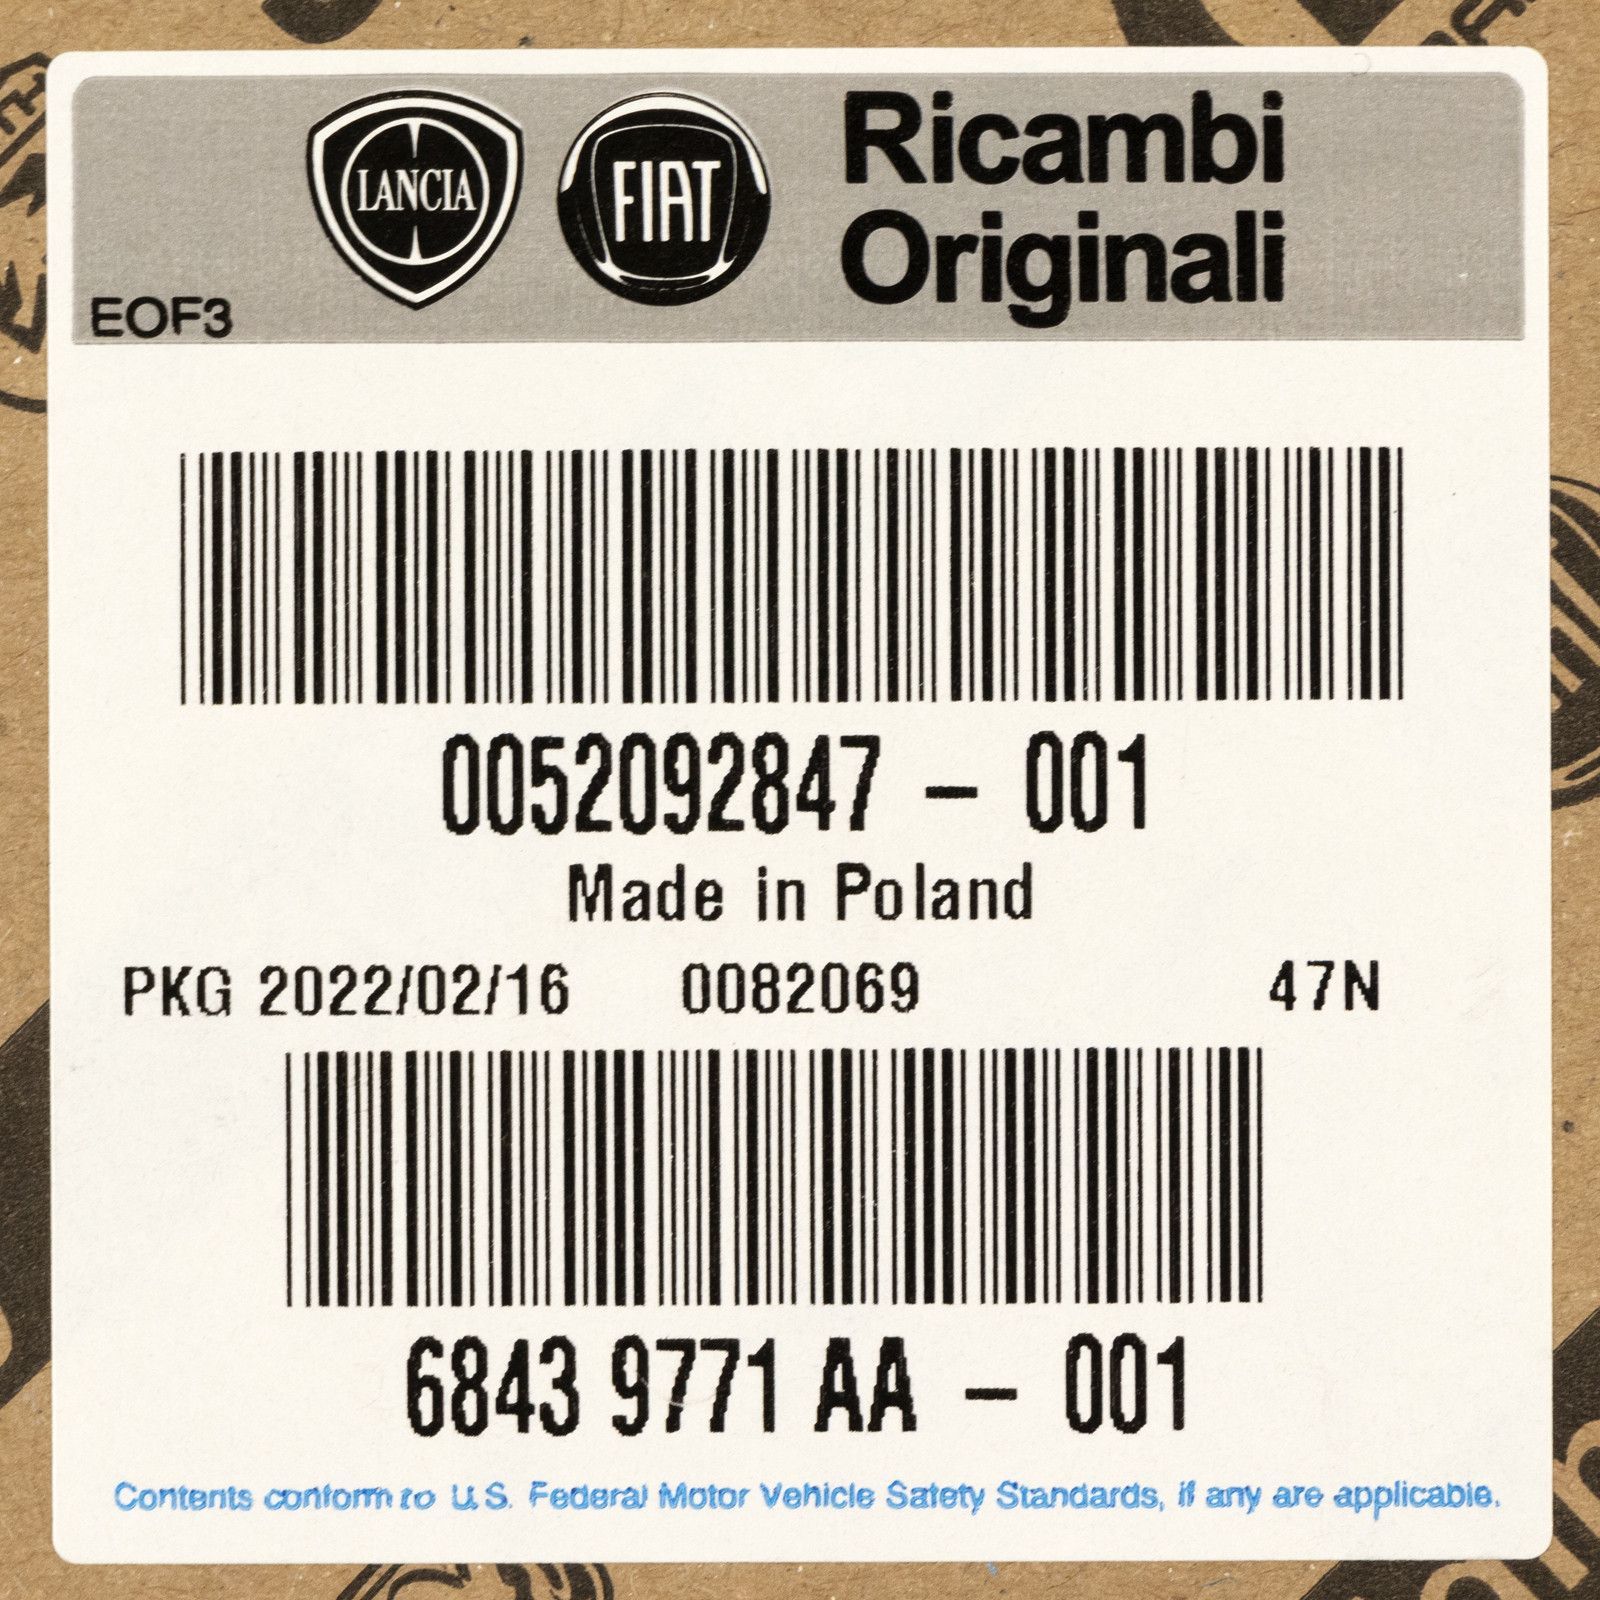 LANCIA
FIAT
Ricambi
Originali
EOF3
0052092847 – 001
Made in Poland
PKG 2022/02/16 0082069 47N
6843 9771 AA – 001
Contents conform to U.S. Federal Motor Vehicle Safety Standards, if any are applicable.